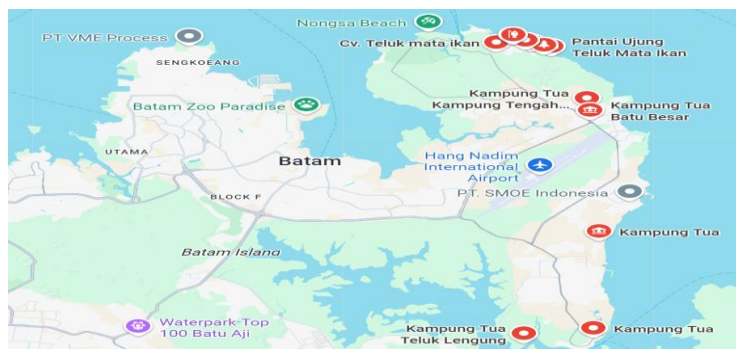 Nongsa Beach
PT VME Process
Cv. Teluk mata ikan
Pantai Ujung
Teluk Mata Ikan
SENGKOEANG
Kampung Tua
Kampung Tengah...
Batam Zoo Paradise
Kampung Tua
Batu Besar
UTAMA
Batam
Hang Nadim
International
Airport
PT. SMOE Indonesia
BLOCK F
Kampung Tua
Batam Island
Waterpark Top
100 Batu Aji
Kampung Tua
Teluk Lengung
Kampung Tua